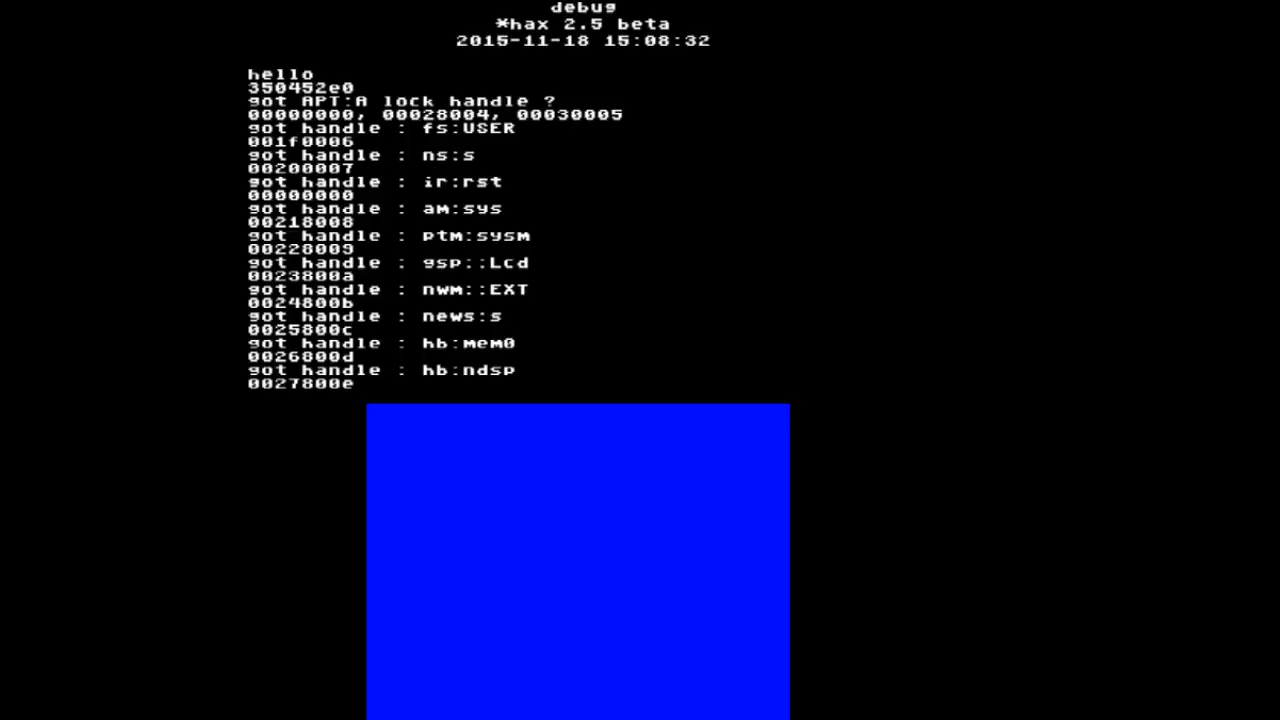 debug
*hax 2.5 beta
2015-11-18 15:08:32
hello
350452e0
got APT:A lock handle ?
00000000, 00028004, 00030005
got handle : fs:USER
001f0006
got handle : ns:s
00200007
got handle : ir:rst
00000000
got handle : am:sys
00218008
got handle : ptm:sysm
00228009
got handle : gsp::Lcd
0023800a
got handle : nwm::EXT
0024800b
got handle : news:s
0025800c
got handle : hb:mem0
0026800d
got handle : hb:ndsp
0027800e